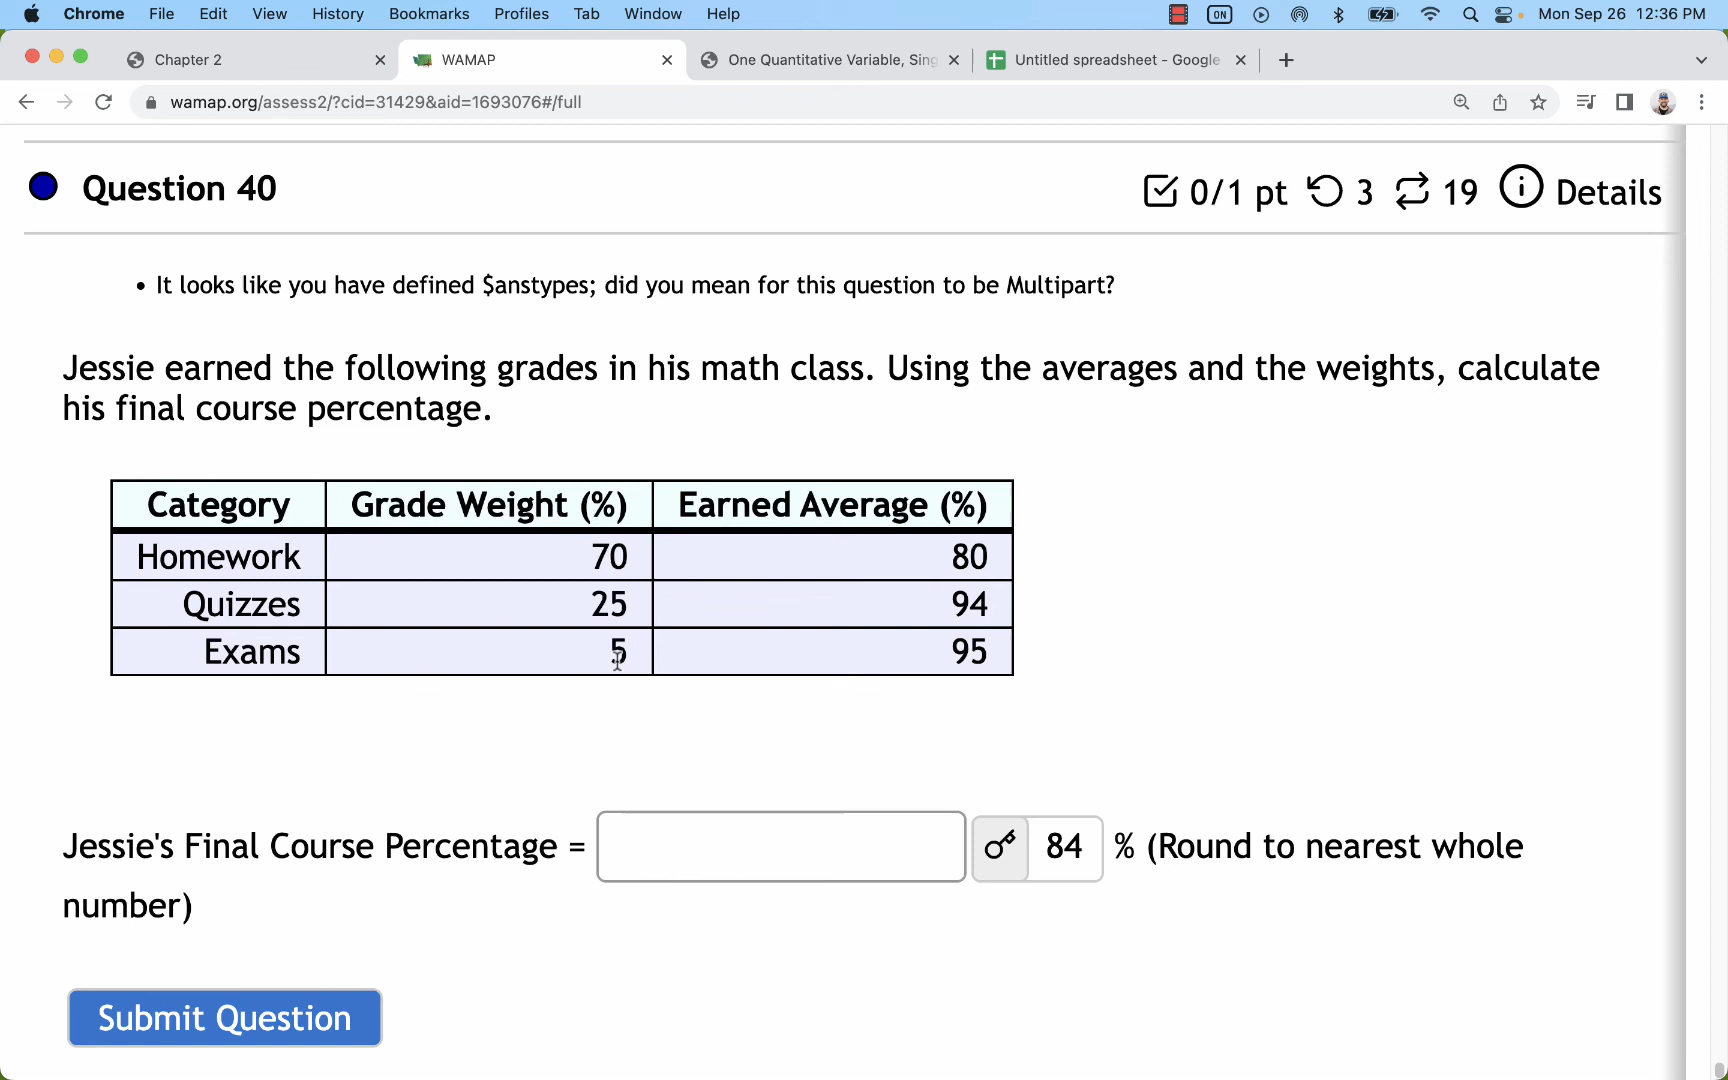 Chrome File Edit View History Bookmarks Profiles Tab Window Help ON Mon Sep 26 12:36 PM
Chapter 2 WAMAP One Quantitative Variable, Sing Untitled spreadsheet - Google
wamap.org/assess2/?cid=31429&aid=1693076#/full
Question 40 0/1 pt 3 19 Details
• It looks like you have defined $anstypes; did you mean for this question to be Multipart?
Jessie earned the following grades in his math class. Using the averages and the weights, calculate
his final course percentage.
Category Grade Weight (%) Earned Average (%)
Homework 70 80
Quizzes 25 94
Exams 5 95
Jessie's Final Course Percentage = 84 % (Round to nearest whole
number)
Submit Question